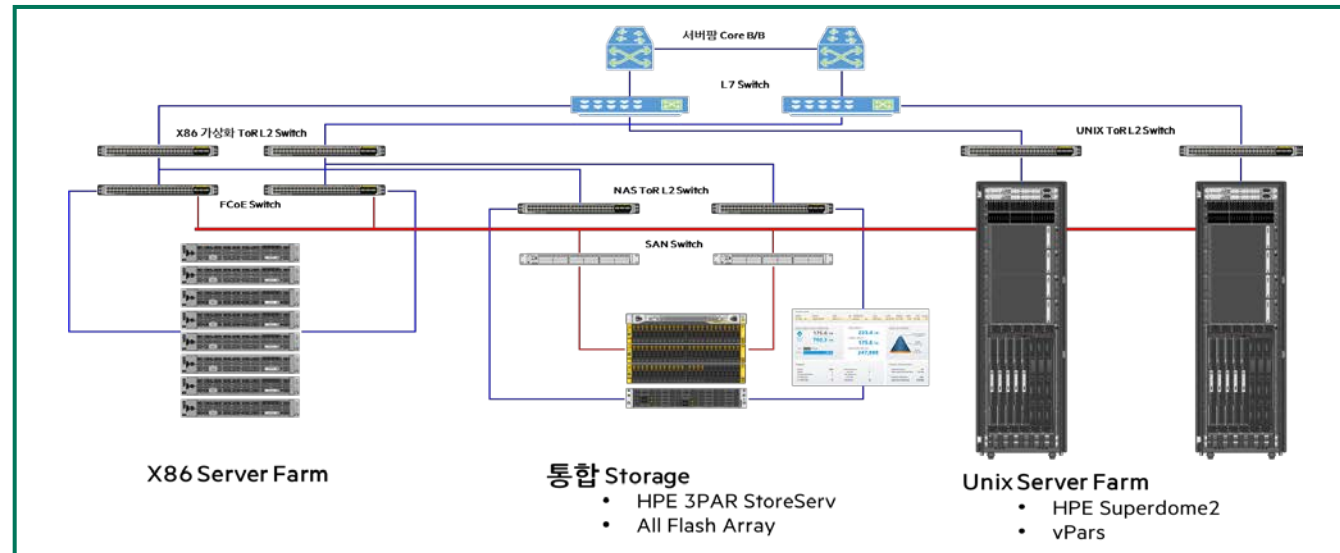 서버팜 Core B/B
L7 Switch
X86 가상화 ToR L2 Switch
UNIX ToR L2 Switch
NAS ToR L2 Switch
FCoE Switch
SAN Switch
X86 Server Farm
통합 Storage
• HPE 3PAR StoreServ
• All Flash Array
Unix Server Farm
• HPE Superdome2
• vPars